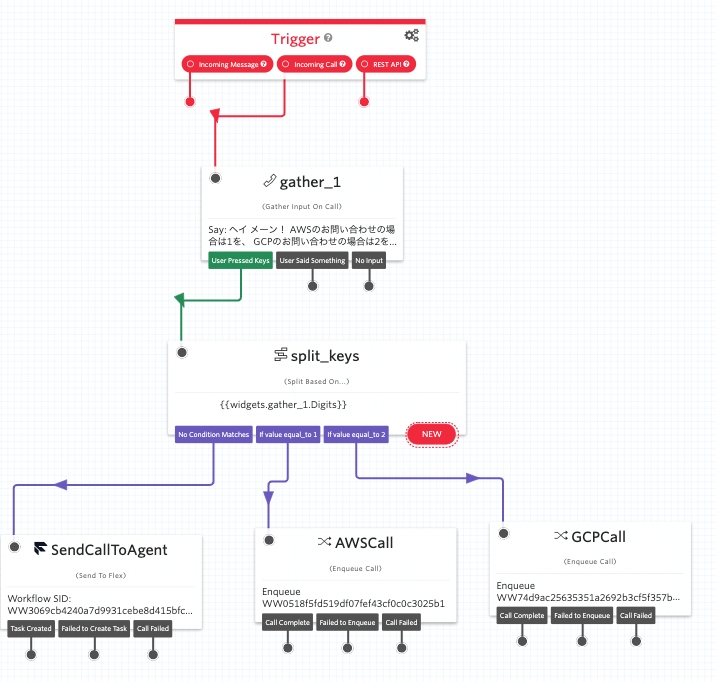 Trigger
Incoming Message
Incoming Call
REST API
gather_1
(Gather Input On Call)
Say: ヘイ メーン！ AWSのお問い合わせの場
合は1を、 GCPのお問い合わせの場合は2を...
User Pressed Keys
User Said Something
No Input
split_keys
(Split Based On...)
{{widgets.gather_1.Digits}}
No Condition Matches
If value equal_to 1
If value equal_to 2
NEW
SendCallToAgent
(Send To Flex)
Workflow SID:
WW3069cb4240a7d9931cebe8d415bfc...
Task Created
Failed to Create Task
Call Failed
AWSCall
(Enqueue Call)
Enqueue
WW0518f5fd519df07fef43cf0c0c3025b1
Call Complete
Failed to Enqueue
Call Failed
GCPCall
(Enqueue Call)
Enqueue
WW74d9ac25635351a2692b3cf5f357b...
Call Complete
Failed to Enqueue
Call Failed